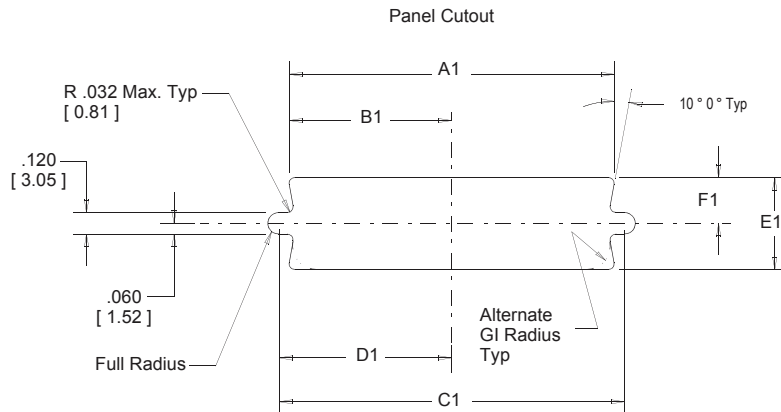 Panel Cutout
A1
R .032 Max. Typ
[ 0.81 ]
10 ° 0 ° Typ
B1
.120
[ 3.05 ]
F1
E1
.060
[ 1.52 ]
Alternate
GI Radius
Typ
Full Radius
D1
C1